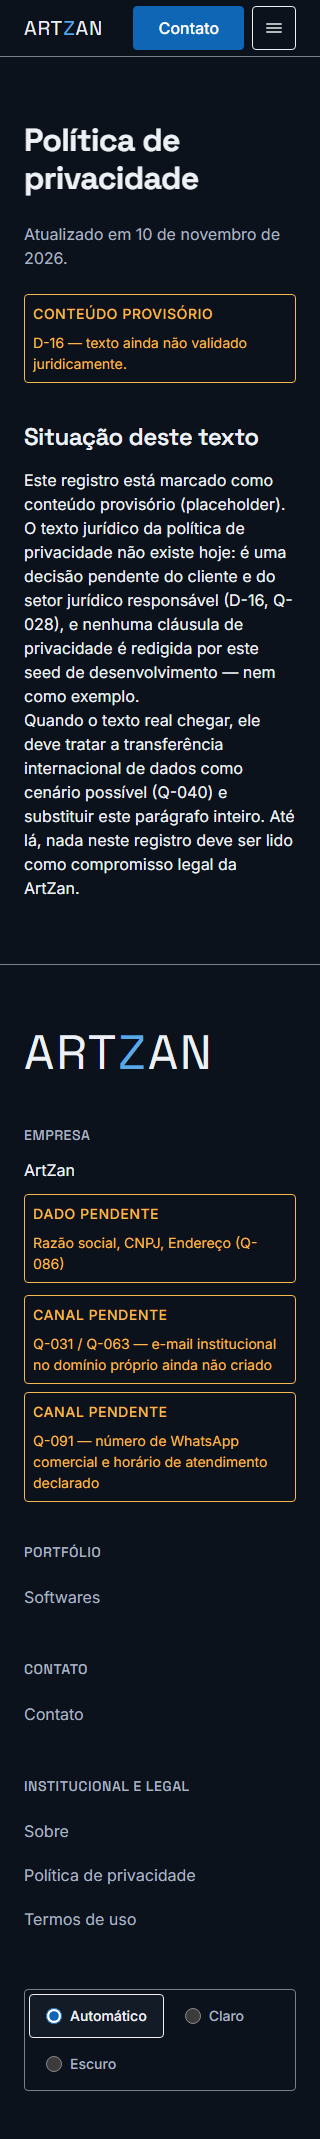 ARTZAN
Contato
Política de
privacidade
Atualizado em 10 de novembro de
2026.
CONTEÚDO PROVISÓRIO
D-16 — texto ainda não validado
juridicamente.
Situação deste texto
Este registro está marcado como
conteúdo provisório (placeholder).
O texto jurídico da política de
privacidade não existe hoje: é uma
decisão pendente do cliente e do
setor jurídico responsável (D-16, Q-
028), e nenhuma cláusula de
privacidade é redigida por este
seed de desenvolvimento — nem
como exemplo.
Quando o texto real chegar, ele
deve tratar a transferência
internacional de dados como
cenário possível (Q-040) e
substituir este parágrafo inteiro. Até
lá, nada neste registro deve ser lido
como compromisso legal da
ArtZan.
ARTZAN
EMPRESA
ArtZan
DADO PENDENTE
Razão social, CNPJ, Endereço (Q-
086)
CANAL PENDENTE
Q-031 / Q-063 — e-mail institucional
no domínio próprio ainda não criado
CANAL PENDENTE
Q-091 — número de WhatsApp
comercial e horário de atendimento
declarado
PORTFÓLIO
Softwares
CONTATO
Contato
INSTITUCIONAL E LEGAL
Sobre
Política de privacidade
Termos de uso
Automático
Claro
Escuro